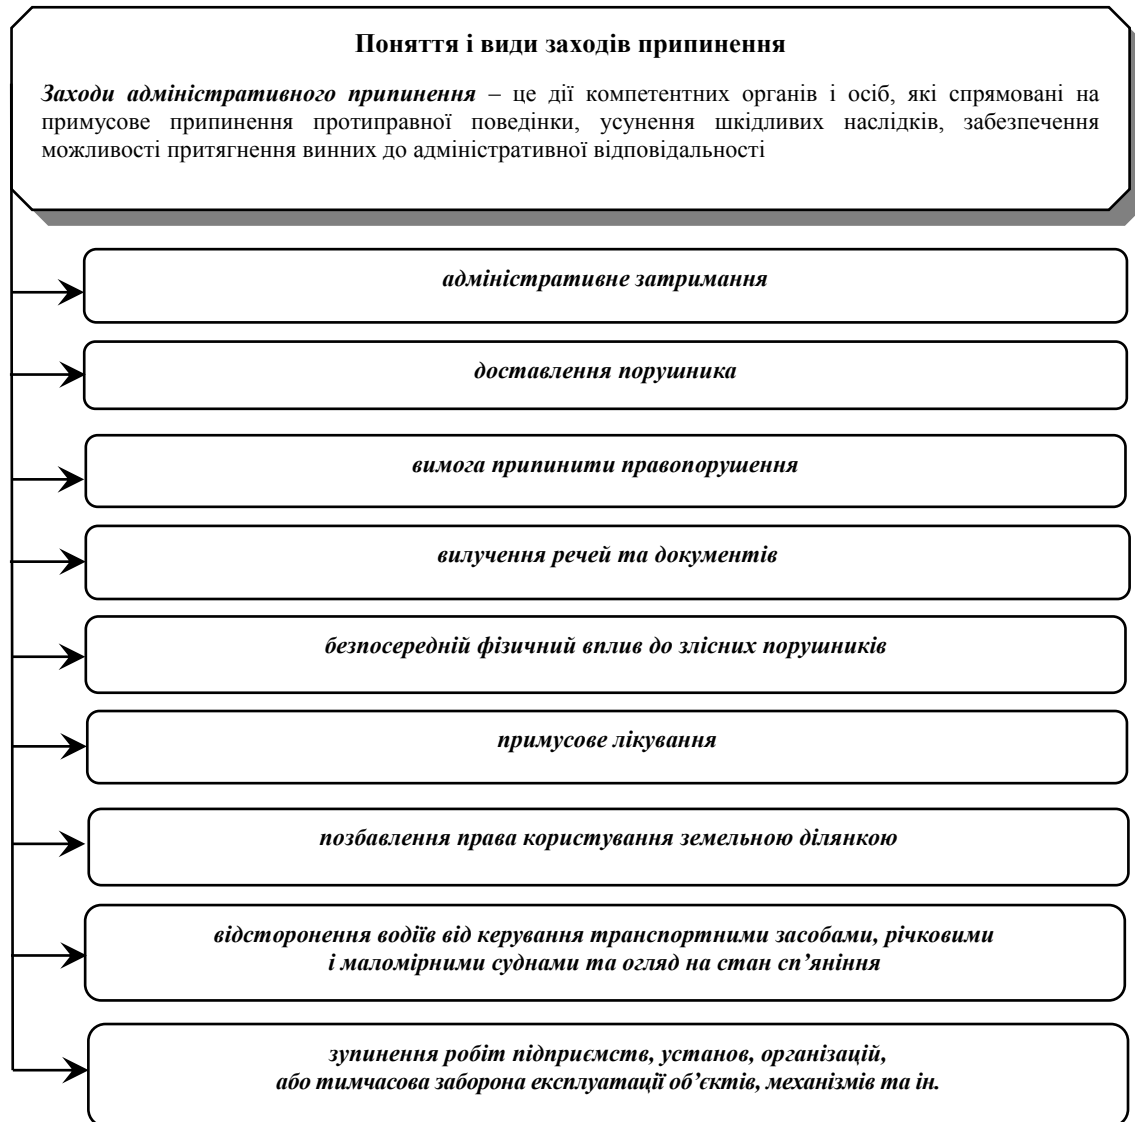 Поняття і види заходів припинення
Заходи адміністративного припинення – це дії компетентних органів і осіб, які спрямовані на
примусове припинення протиправної поведінки, усунення шкідливих наслідків, забезпечення
можливості притягнення винних до адміністративної відповідальності
адміністративне затримання
доставлення порушника
вимога припинити правопорушення
вилучення речей та документів
безпосередній фізичний вплив до злісних порушників
примусове лікування
позбавлення права користування земельною ділянкою
відсторонення водіїв від керування транспортними засобами, річковими
і маломірними суднами та огляд на стан сп’яніння
зупинення робіт підприємств, установ, організацій,
або тимчасова заборона експлуатації об’єктів, механізмів та ін.